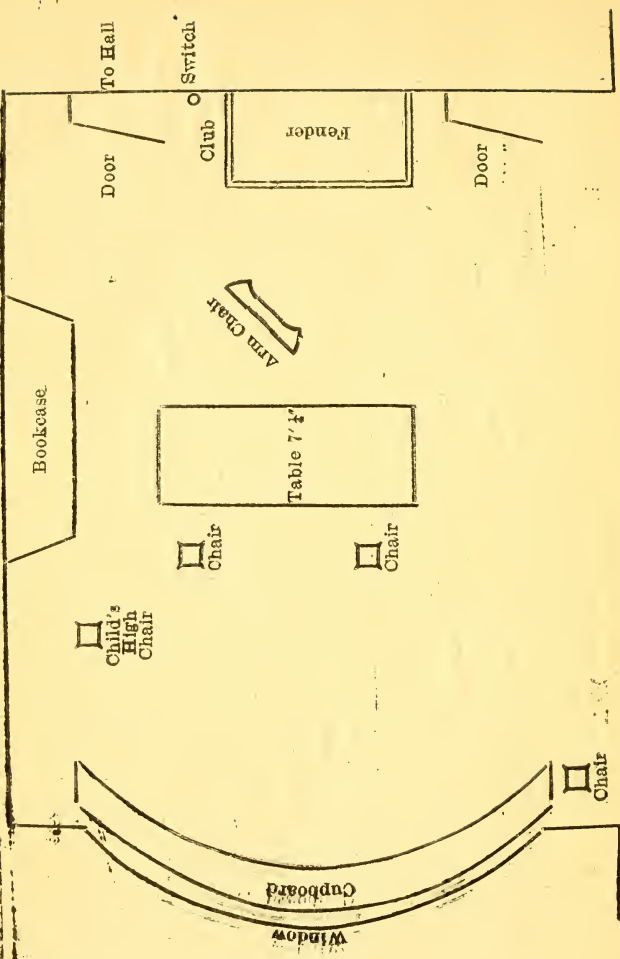 To Hall
Switch
Door
Club
Fender
Door
Arm Chair
Bookcase
Table 7' ¼"
Chair
Chair
Child's
High
Chair
Chair
Cupboard
Window